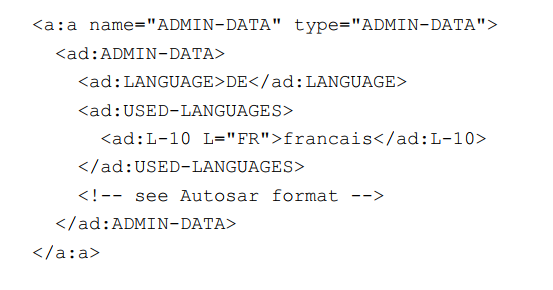 <a:a name="ADMIN-DATA" type="ADMIN-DATA">
<ad:ADMIN-DATA>
<ad:LANGUAGE>DE</ad:LANGUAGE>
<ad:USED-LANGUAGES>
<ad:L-10 L="FR">francais</ad:L-10>
</ad:USED-LANGUAGES>
<!-- see Autosar format -->
</ad:ADMIN-DATA>
</a:a>